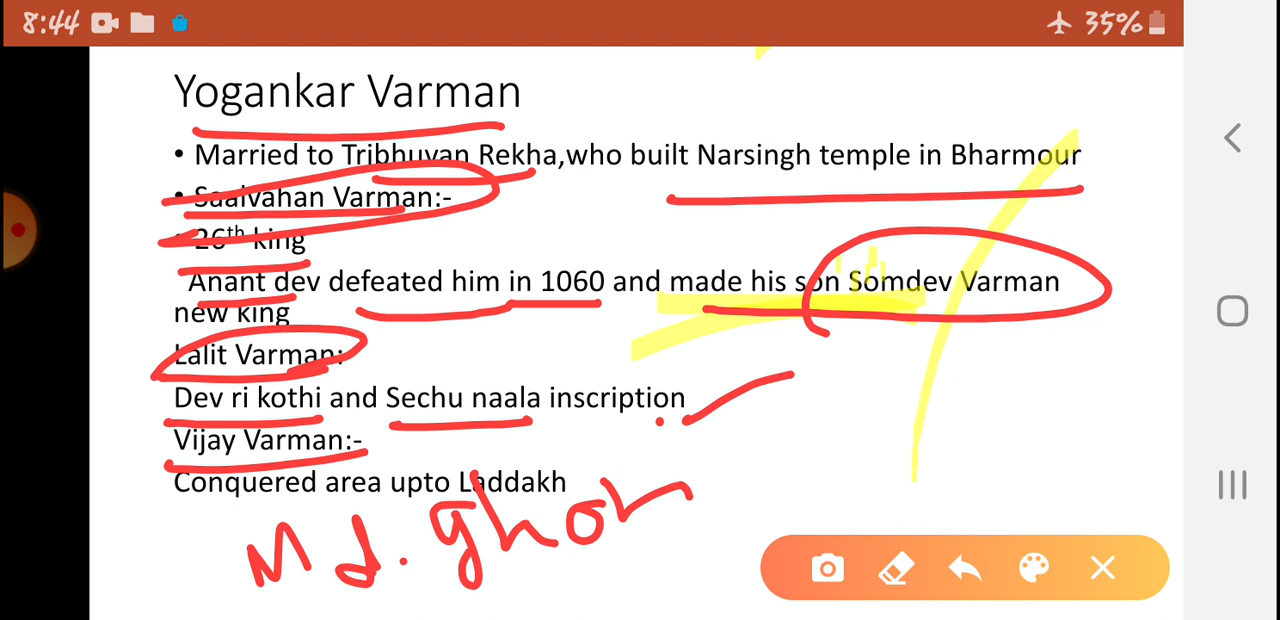 8:44 35%
Yogankar Varman
• Married to Tribhuvan Rekha,who built Narsingh temple in Bharmour
• Saalvahan Varman:-
• 26th king
Anant dev defeated him in 1060 and made his son Somdev Varman
new king
Lalit Varman:
Dev ri kothi and Sechu naala inscription
Vijay Varman:-
Conquered area upto Laddakh
Md. ghor